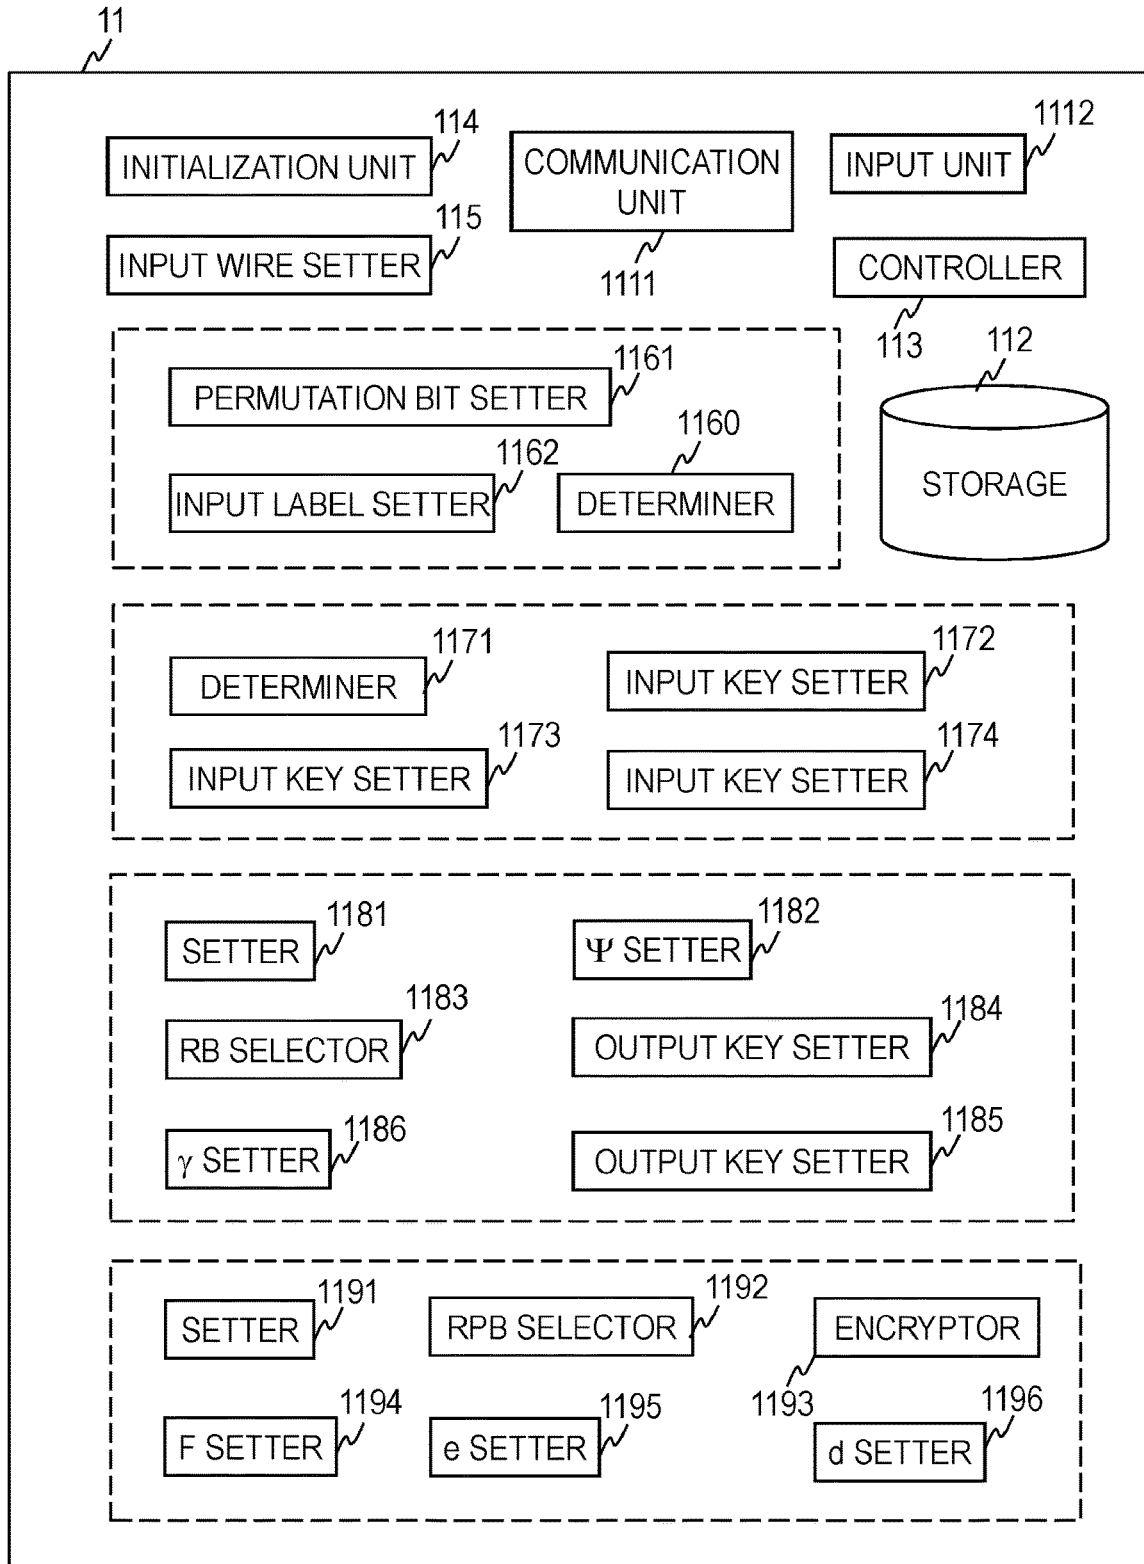 11
114
INITIALIZATION UNIT
COMMUNICATION
UNIT
1111
1112
INPUT UNIT
115
INPUT WIRE SETTER
CONTROLLER
113
1161
PERMUTATION BIT SETTER
1162
INPUT LABEL SETTER
1160
DETERMINER
112
STORAGE
1171
DETERMINER
1172
INPUT KEY SETTER
1173
INPUT KEY SETTER
1174
INPUT KEY SETTER
1181
SETTER
1182
Ψ SETTER
1183
RB SELECTOR
1184
OUTPUT KEY SETTER
1186
γ SETTER
1185
OUTPUT KEY SETTER
1191
SETTER
1192
RPB SELECTOR
ENCRYPTOR
1193
1194
F SETTER
1195
e SETTER
1196
d SETTER